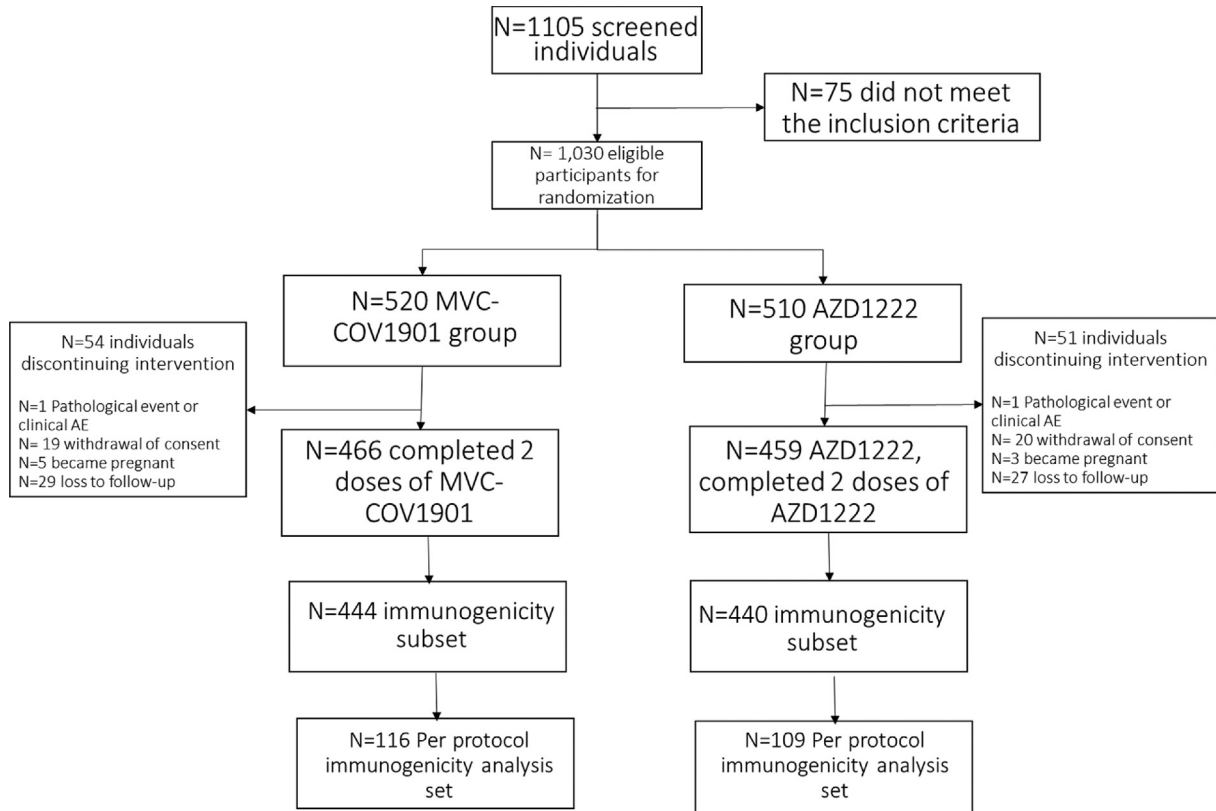 N=1105 screened
individuals
N=75 did not meet
the inclusion criteria
N= 1,030 eligible
participants for
randomization
N=520 MVC-
COV1901 group
N=510 AZD1222
group
N=54 individuals
discontinuing intervention
N=1 Pathological event or
clinical AE
N= 19 withdrawal of consent
N=5 became pregnant
N=29 loss to follow-up
N=51 individuals
discontinuing intervention
N=1 Pathological event or
clinical AE
N= 20 withdrawal of consent
N=3 became pregnant
N=27 loss to follow-up
N=466 completed 2
doses of MVC-
COV1901
N=459 AZD1222,
completed 2 doses of
AZD1222
N=444 immunogenicity
subset
N=440 immunogenicity
subset
N=116 Per protocol
immunogenicity analysis
set
N=109 Per protocol
immunogenicity analysis
set